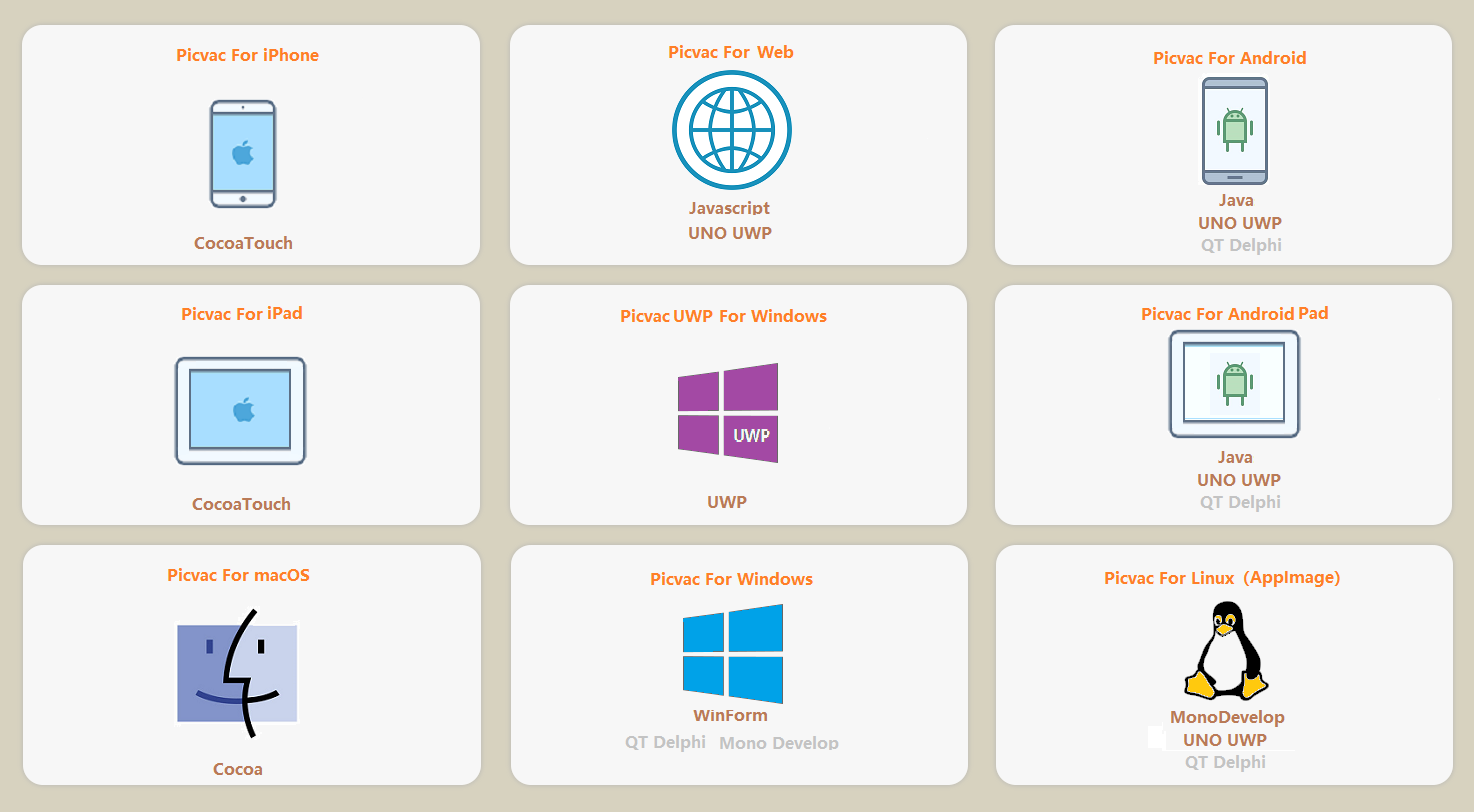 Picvac For iPhone
CocoaTouch
Picvac For Web
Javascript
UNO UWP
Picvac For Android
Java
UNO UWP
QT Delphi
Picvac For iPad
CocoaTouch
Picvac UWP For Windows
UWP
UWP
Picvac For Android Pad
Java
UNO UWP
QT Delphi
Picvac For macOS
Cocoa
Picvac For Windows
WinForm
QT Delphi Mono Develop
Picvac For Linux（AppImage）
MonoDevelop
UNO UWP
QT Delphi